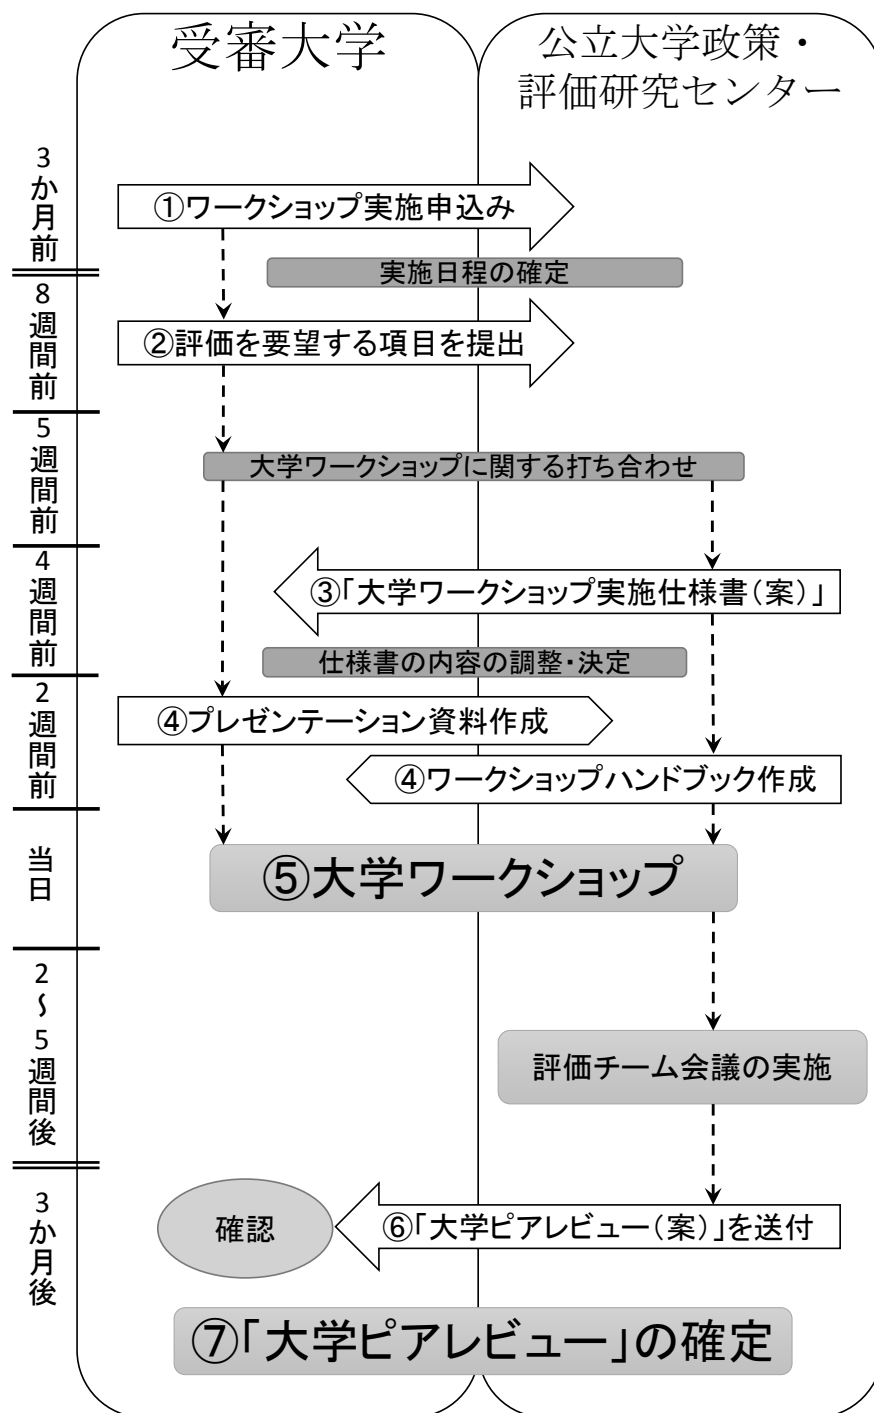 受審大学
公立大学政策・
評価研究センター
3か月前
①ワークショップ実施申込み
実施日程の確定
8週間前
②評価を要望する項目を提出
5週間前
大学ワークショップに関する打ち合わせ
4週間前
③「大学ワークショップ実施仕様書（案）」
仕様書の内容の調整・決定
2週間前
④プレゼンテーション資料作成
④ワークショップハンドブック作成
当日
⑤大学ワークショップ
2～5週間後
評価チーム会議の実施
3か月後
確認
⑥「大学ピアレビュー（案）」を送付
⑦「大学ピアレビュー」の確定